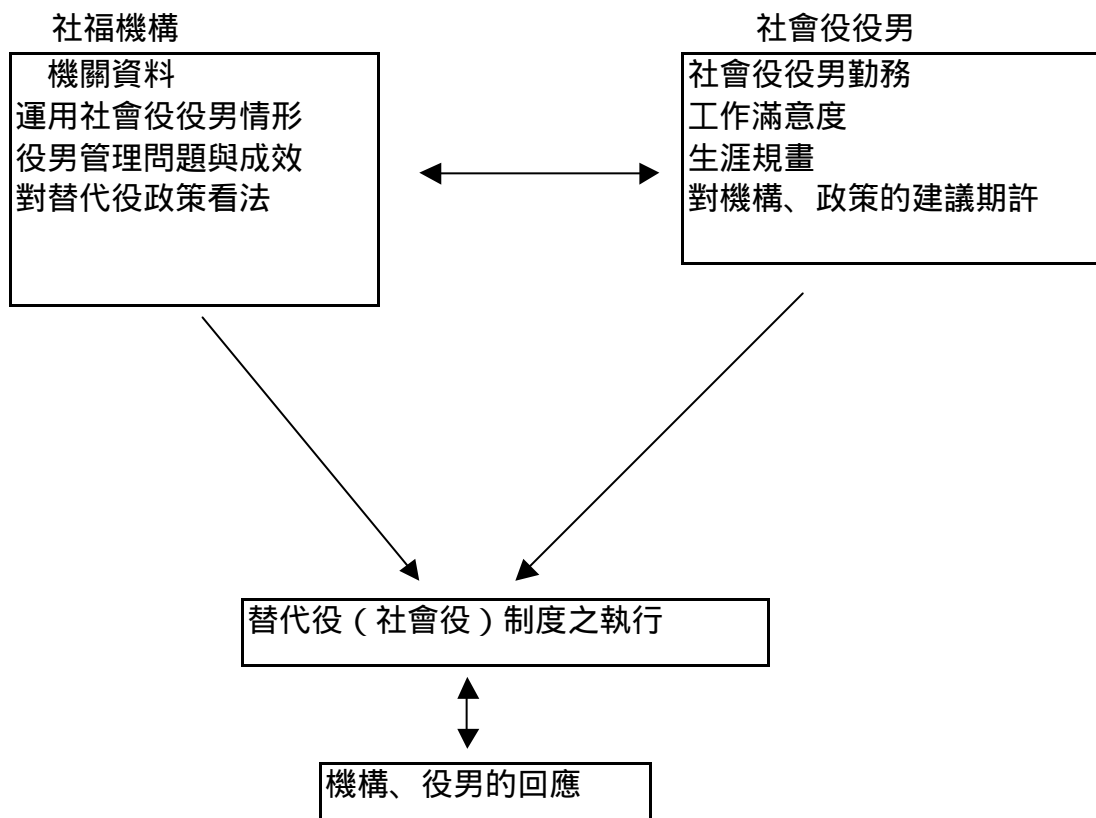 社福機構
機關資料
運用社會役役男情形
役男管理問題與成效
對替代役政策看法
社會役役男
社會役役男勤務
工作滿意度
生涯規畫
對機構、政策的建議期許
替代役（社會役）制度之執行
機構、役男的回應